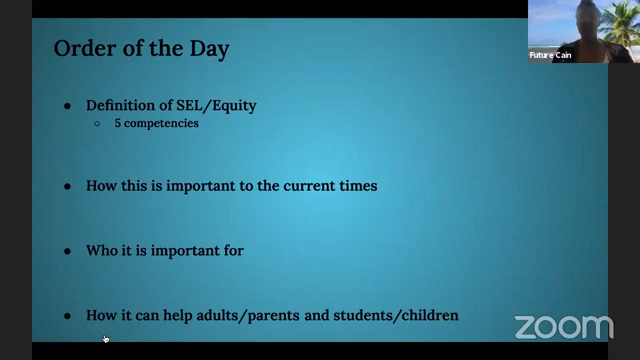 Order of the Day
Future Cain
● Definition of SEL/Equity
○ 5 competencies
● How this is important to the current times
● Who it is important for
● How it can help adults/parents and students/children
zoom